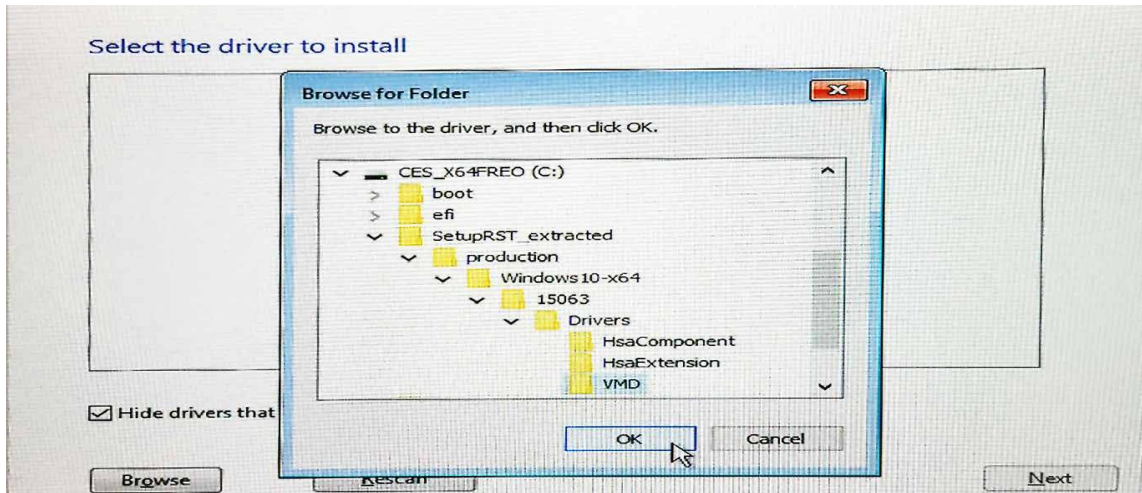 Select the driver to install
Browse for Folder
Browse to the driver, and then click OK.
CES_X64FREO (C:)
boot
efi
SetupRST_extracted
production
Windows10-x64
15063
Drivers
HsaComponent
HsaExtension
VMD
Hide drivers that
OK
Cancel
Browse
Rescan
Next